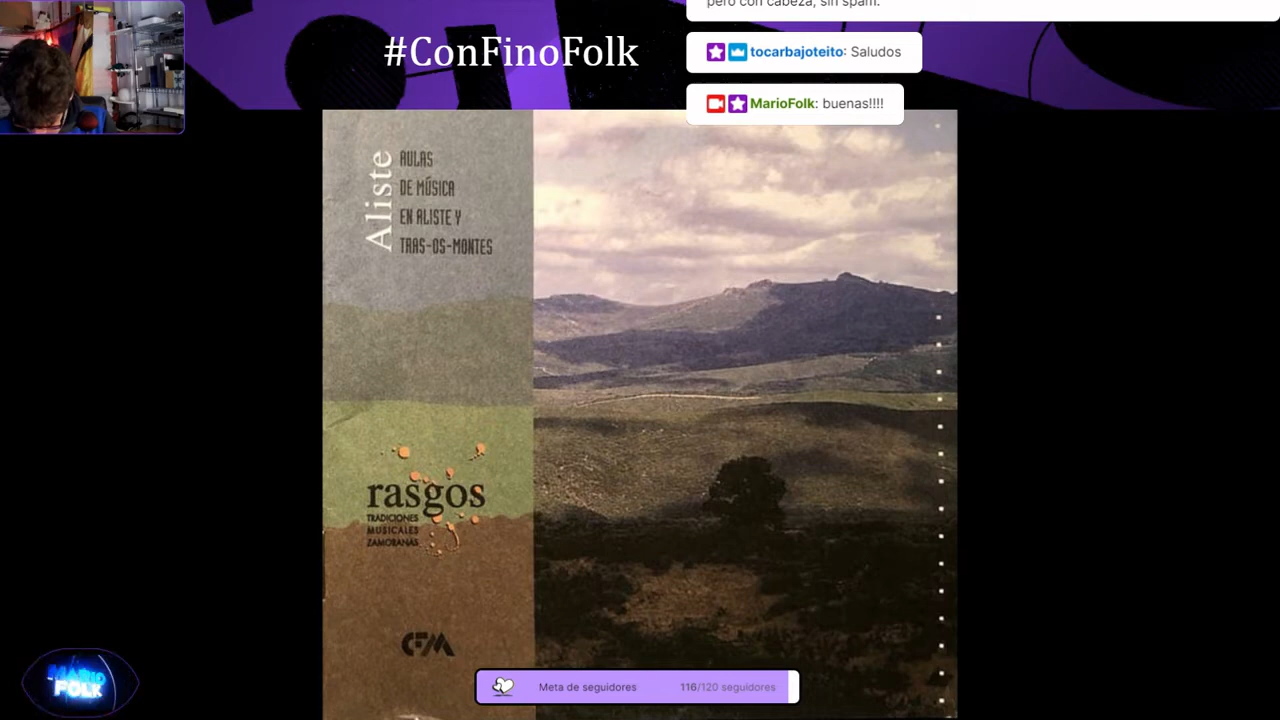 pero con cabeza, sin spam.
#ConFinoFolk
tocarbajoteito: Saludos
MarioFolk: buenas!!!!
Aliste
AULAS
DE MÚSICA
EN ALISTE Y
TRAS-OS-MONTES
rasgos
TRADICIONES
MUSICALES
ZAMORANAS
CFM
MARIO
FOLK
Meta de seguidores 116/120 seguidores